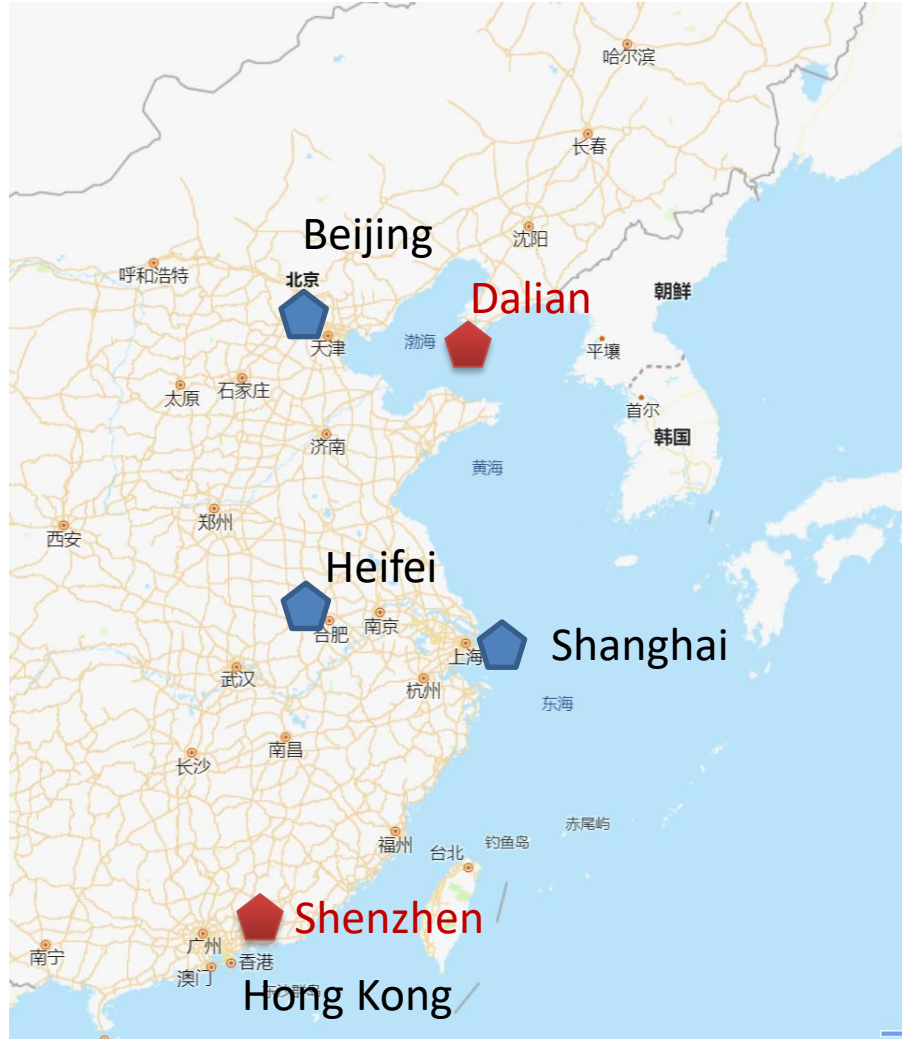 哈尔滨
长春
沈阳
Beijing
呼和浩特
北京
朝鲜
Dalian
渤海
天津
平壤
太原
石家庄
首尔
韩国
济南
黄海
郑州
西安
Heifei
合肥
南京
上海
Shanghai
武汉
杭州
东海
南昌
长沙
赤尾屿
福州
台北
钓鱼岛
Shenzhen
广州
南宁
香港
澳门
东沙群岛
Hong Kong